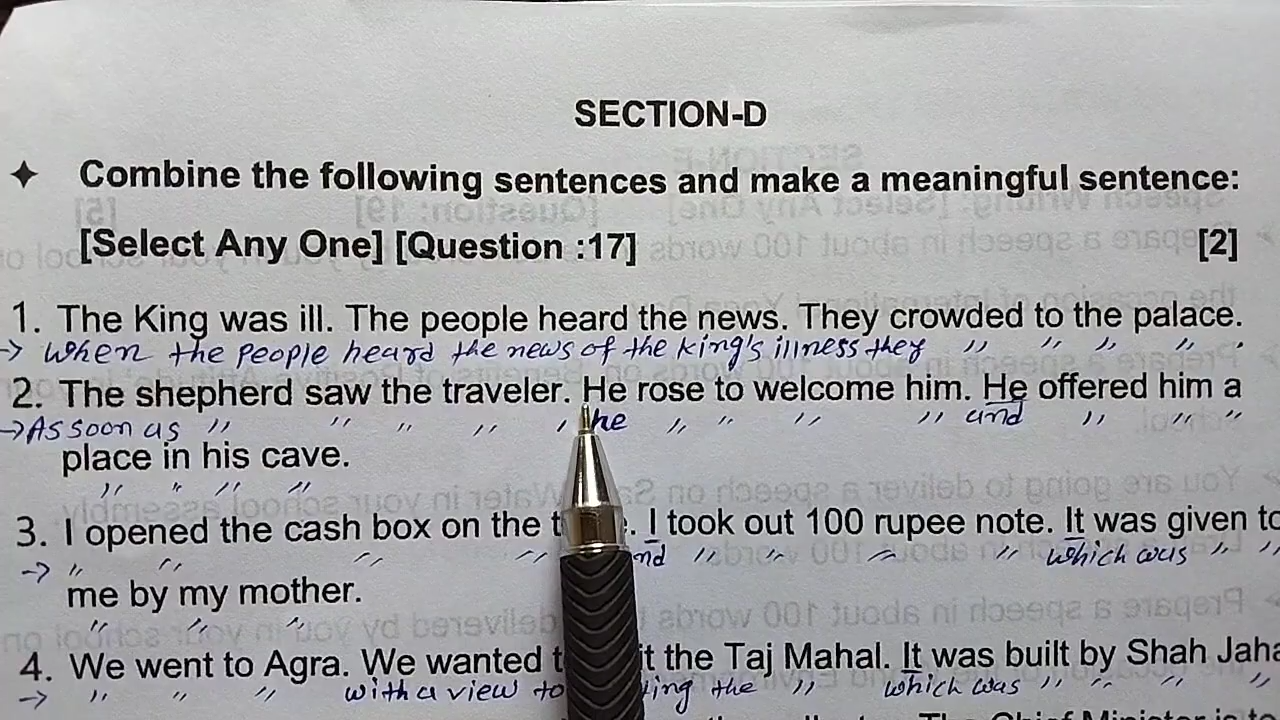 SECTION-D
✦ Combine the following sentences and make a meaningful sentence:
[Select Any One] [Question :17] [2]
1. The King was ill. The people heard the news. They crowded to the palace.
→ when the people heard the news of the king's illness they ,, ,, ,, ,, .
2. The shepherd saw the traveler. He rose to welcome him. He offered him a
→ As soon as ,, ,, ,, ,, , he ,, ,, ,, ,, and ,, ,, ,,
place in his cave.
,, ,, ,, ,,
3. I opened the cash box on the I took out 100 rupee note. It was given to
→ ,, ,, ,, ,, ,, ,, ,, ,, which was ,, ,,
me by my mother.
,, ,, ,,
4. We went to Agra. We wanted the Taj Mahal. It was built by Shah
→ ,, ,, ,, with a view to the ,, which was ,, ,, ,, ,,
The Chief Minister is to